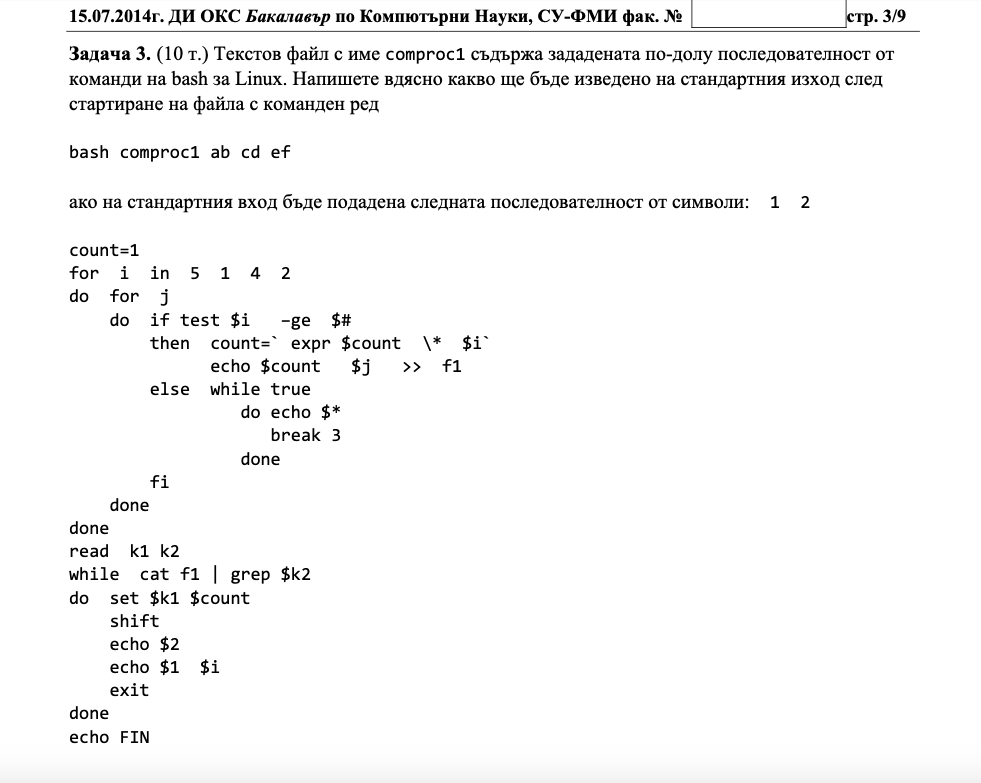 15.07.2014г. ДИ ОКС Бакалавър по Компютърни Науки, СУ-ФМИ фак. № стр. 3/9
Задача 3. (10 т.) Текстов файл с име comproc1 съдържа зададената по-долу последователност от
команди на bash за Linux. Напишете вдясно какво ще бъде изведено на стандартния изход след
стартиране на файла с команден ред
bash comproc1 ab cd ef
ако на стандартния вход бъде подадена следната последователност от символи: 1 2
count=1
for i in 5 1 4 2
do for j
do if test $i –ge $#
then count=` expr $count \* $i`
echo $count $j >> f1
else while true
do echo $*
break 3
done
fi
done
done
read k1 k2
while cat f1 | grep $k2
do set $k1 $count
shift
echo $2
echo $1 $i
exit
done
echo FIN